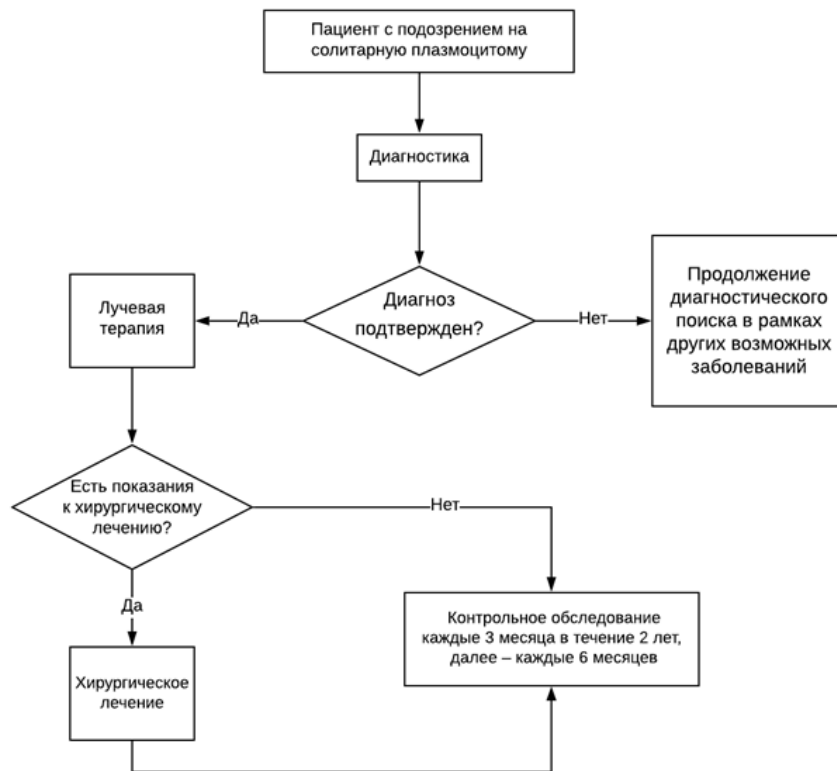 Пациент с подозрением на
солитарную плазмоцитому
Диагностика
Диагноз
подтвержден?
Да
Нет
Лучевая
терапия
Продолжение
диагностического
поиска в рамках
других возможных
заболеваний
Есть показания
к хирургическому
лечению?
Нет
Да
Контрольное обследование
каждые 3 месяца в течение 2 лет,
далее – каждые 6 месяцев
Хирургическое
лечение